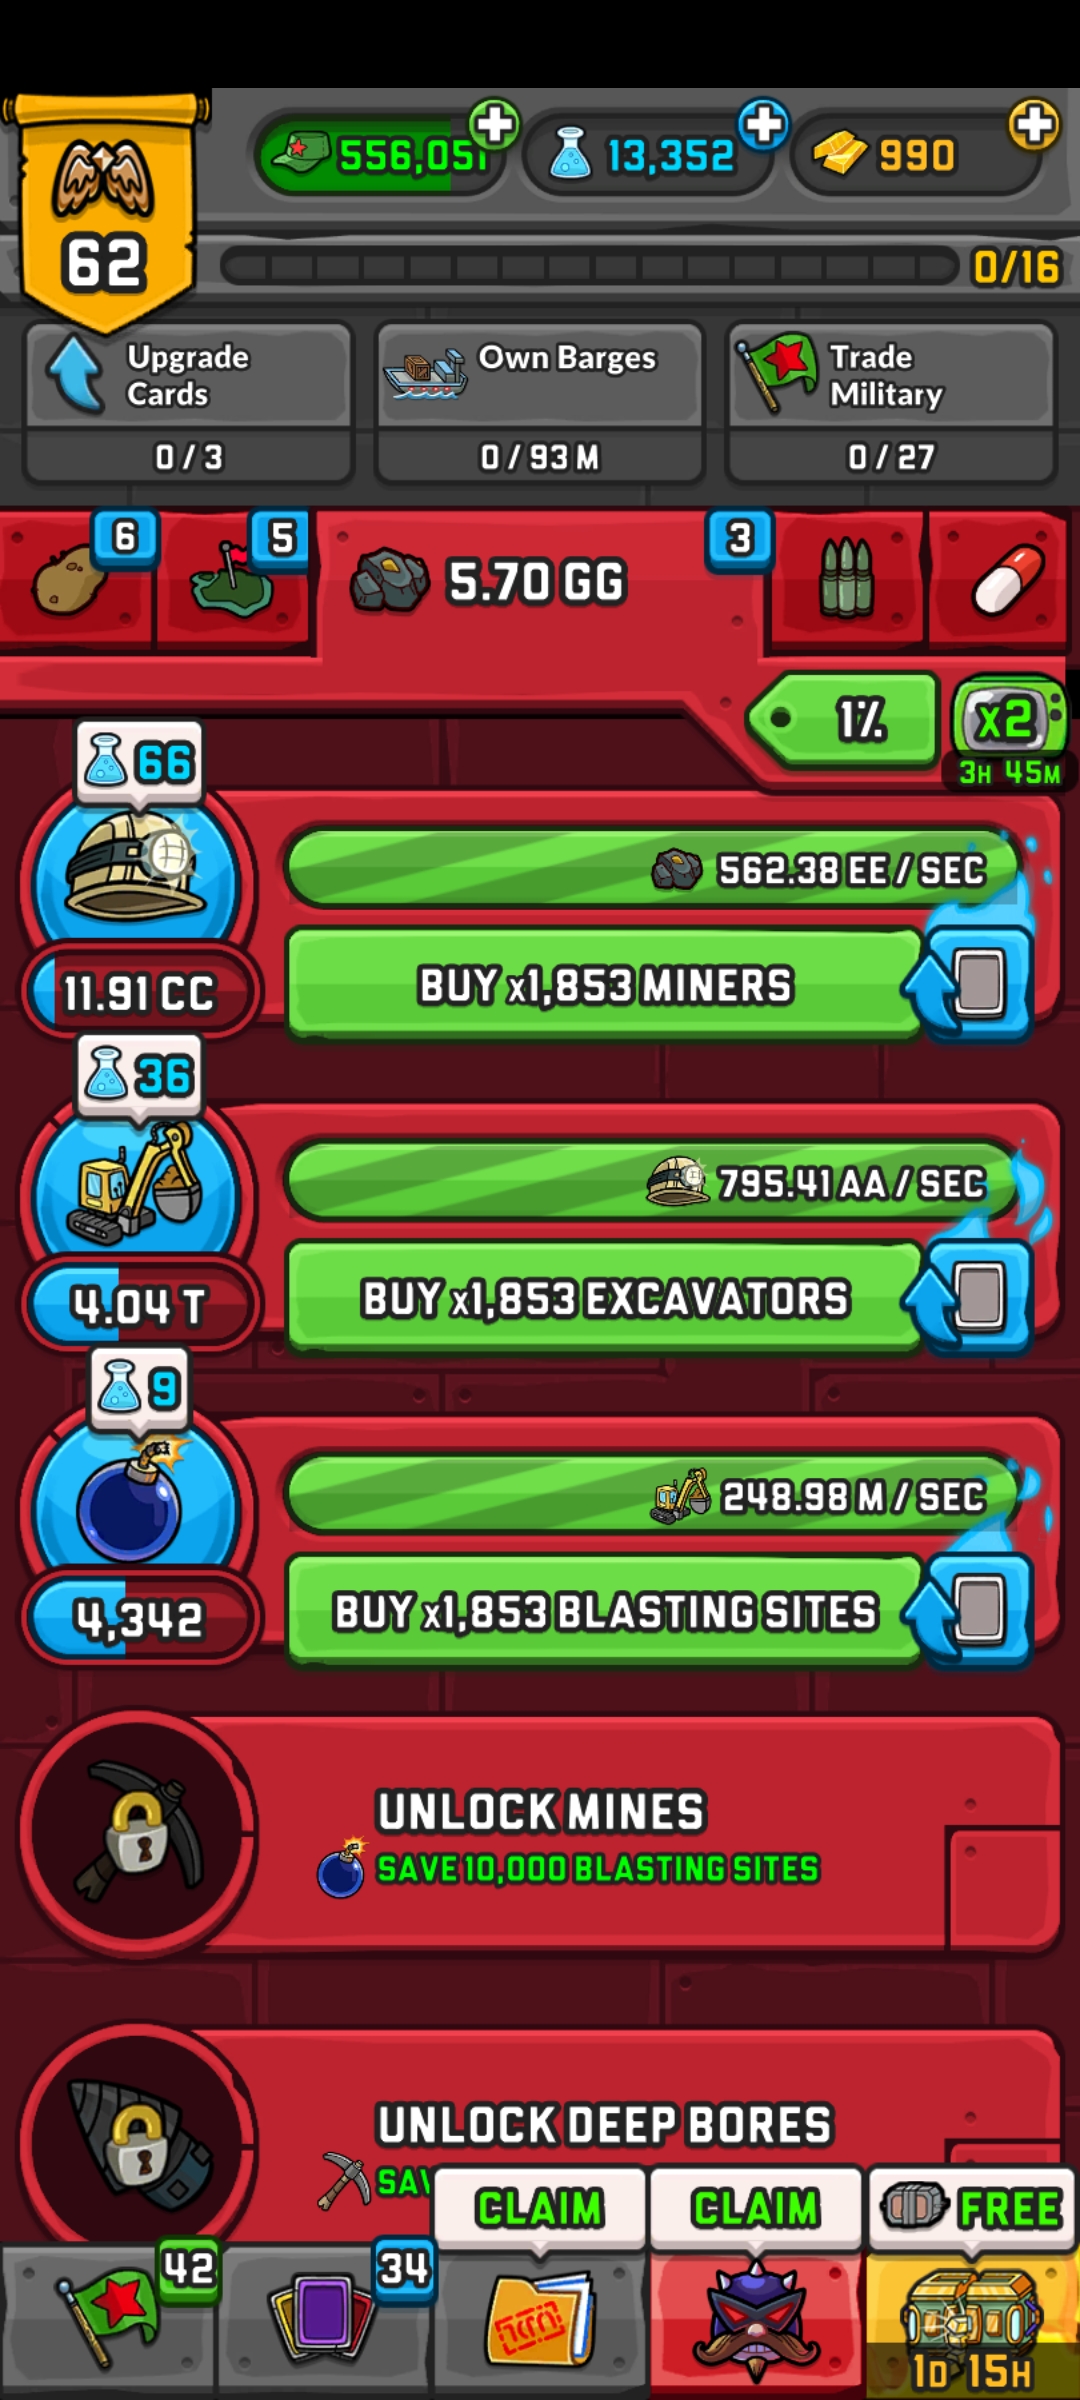 62
556,051
13,352
990
0/16
Upgrade
Cards
0 / 3
Own Barges
0 / 93 M
Trade
Military
0 / 27
6
5
5.70 GG
3
1%
x2
3H 45M
66
562.38 EE / SEC
11.91 CC
BUY x1,853 MINERS
36
795.41 AA / SEC
4.04 T
BUY x1,853 EXCAVATORS
9
248.98 M / SEC
4,342
BUY x1,853 BLASTING SITES
UNLOCK MINES
SAVE 10,000 BLASTING SITES
UNLOCK DEEP BORES
CLAIM
CLAIM
FREE
42
34
1D 15H